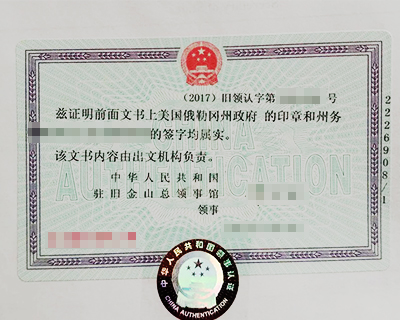 （2017）旧领认字第 号
兹证明前面文书上美国俄勒冈州政府 的印章和州务
的签字均属实。
该文书内容由出文机构负责。
中华人民共和国
驻旧金山总领事馆
领事
CHINA
AUTHENTICATION
2226908/1
中华人民共和国领事认证
CHINA AUTHENTICATION